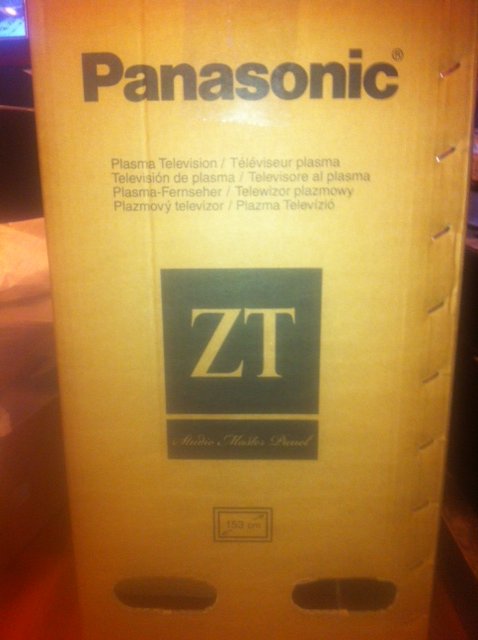 Panasonic®
Plasma Television / Téléviseur plasma
Televisión de plasma / Televisore al plasma
Plasma-Fernseher / Telewizor plazmowy
Plazmový televízor / Plazma Televízió
ZT
Studio Master Panel
153 cm